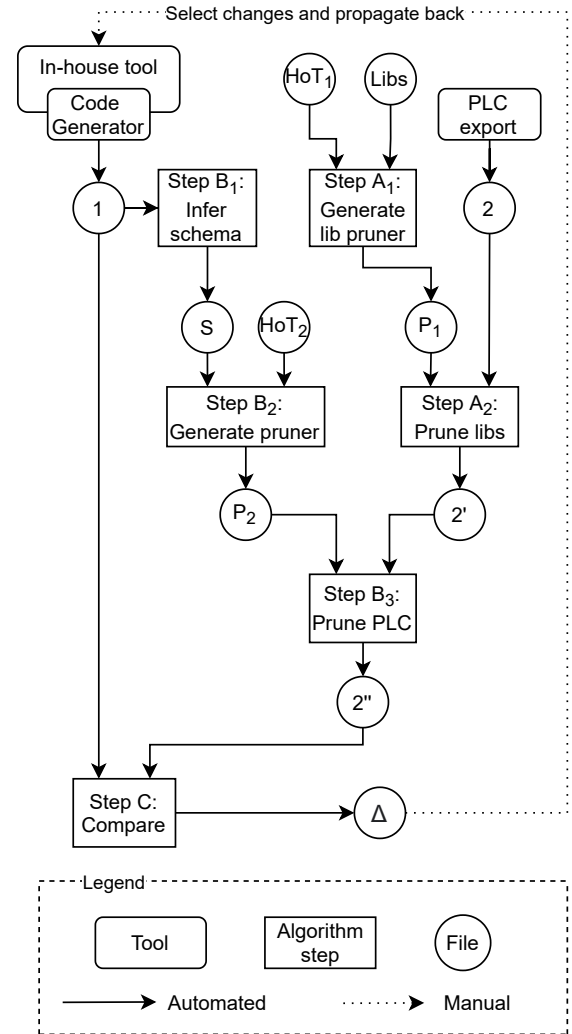 Select changes and propagate back
In-house tool
Code
Generator
HoT₁
Libs
PLC
export
1
Step B₁:
Infer
schema
Step A₁:
Generate
lib pruner
2
S
HoT₂
P₁
Step B₂:
Generate pruner
Step A₂:
Prune libs
P₂
2'
Step B₃:
Prune PLC
2"
Step C:
Compare
Δ
Legend
Tool
Algorithm
step
File
Automated
Manual